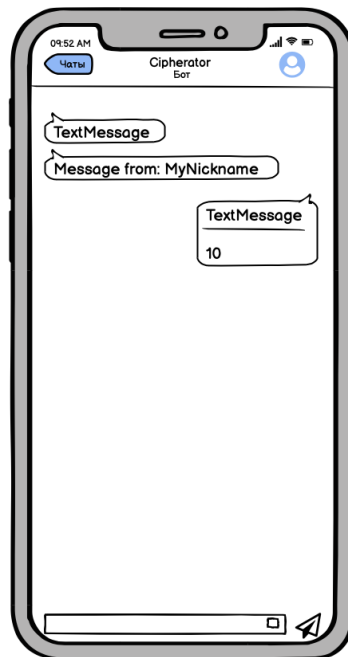 09:52 AM
Чаты
Cipherator
Бот
TextMessage
Message from: MyNickname
TextMessage
10